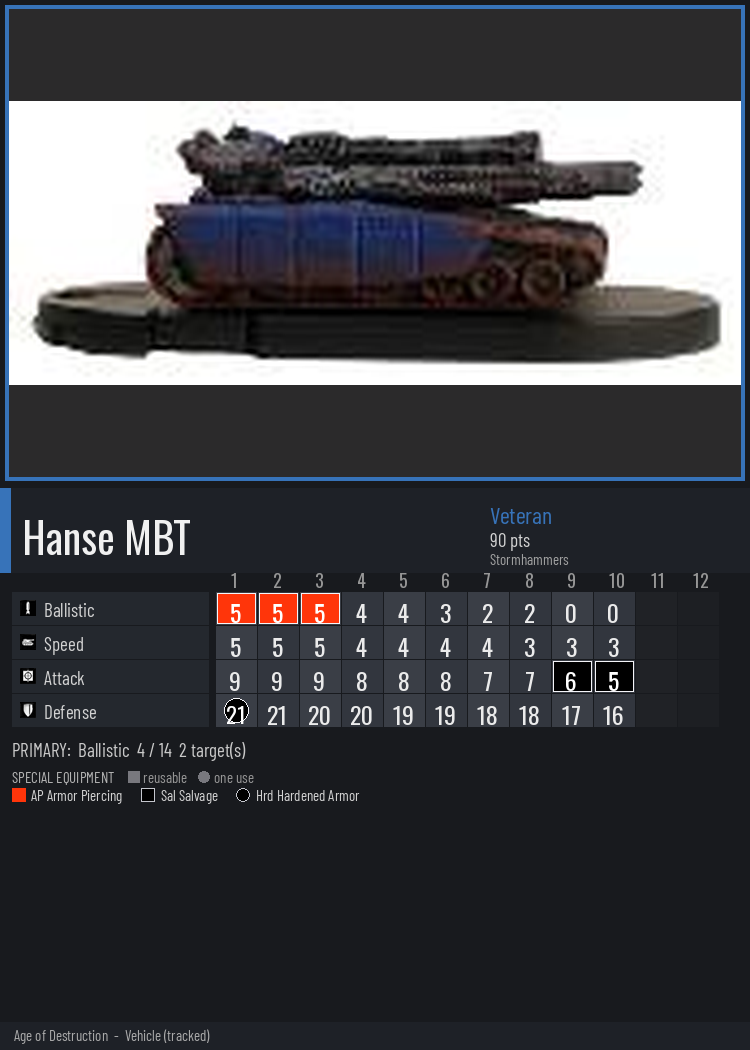 Hanse MBT
Veteran
90 pts
Stormhammers
1 2 3 4 5 6 7 8 9 10 11 12
Ballistic 5 5 5 4 4 3 2 2 0 0
Speed 5 5 5 4 4 4 4 3 3 3
Attack 9 9 9 8 8 8 7 7 6 5
Defense 21 21 20 20 19 19 18 18 17 16
PRIMARY: Ballistic 4 / 14 2 target(s)
SPECIAL EQUIPMENT reusable one use
AP Armor Piercing Sal Salvage Hrd Hardened Armor
Age of Destruction - Vehicle (tracked)